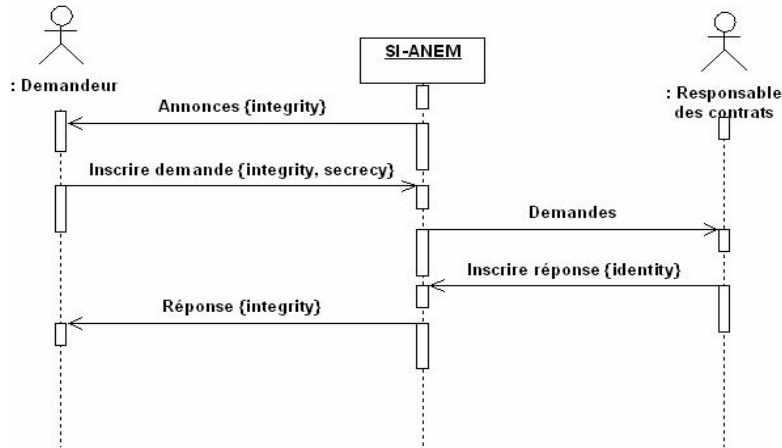 SI-ANEM
: Demandeur
: Responsable
des contrats
Annonces {integrity}
Inscrire demande {integrity, secrecy}
Demandes
Inscrire réponse {identity}
Réponse {integrity}